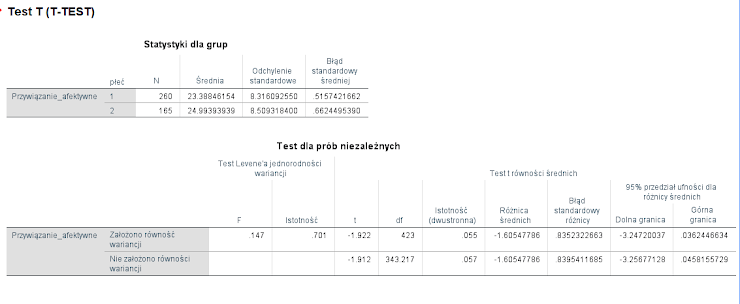 Test T (T-TEST)
Statystyki dla grup
płeć N Średnia Odchylenie standardowe Błąd standardowy średniej
Przywiązanie_afektywne 1 260 23.38846154 8.316092550 .5157421662
2 165 24.99393939 8.509318400 .6624495390
Test dla prób niezależnych
Test Levene'a jednorodności wariancji Test t równości średnich
95% przedział ufności dla różnicy średnich
F Istotność t df Istotność (dwustronna) Różnica średnich Błąd standardowy różnicy Dolna granica Górna granica
Przywiązanie_afektywne Założono równość wariancji .147 .701 -1.922 423 .055 -1.60547786 .8352322663 -3.24720037 .0362446634
Nie założono równości wariancji -1.912 343.217 .057 -1.60547786 .8395411685 -3.25677128 .0458155729